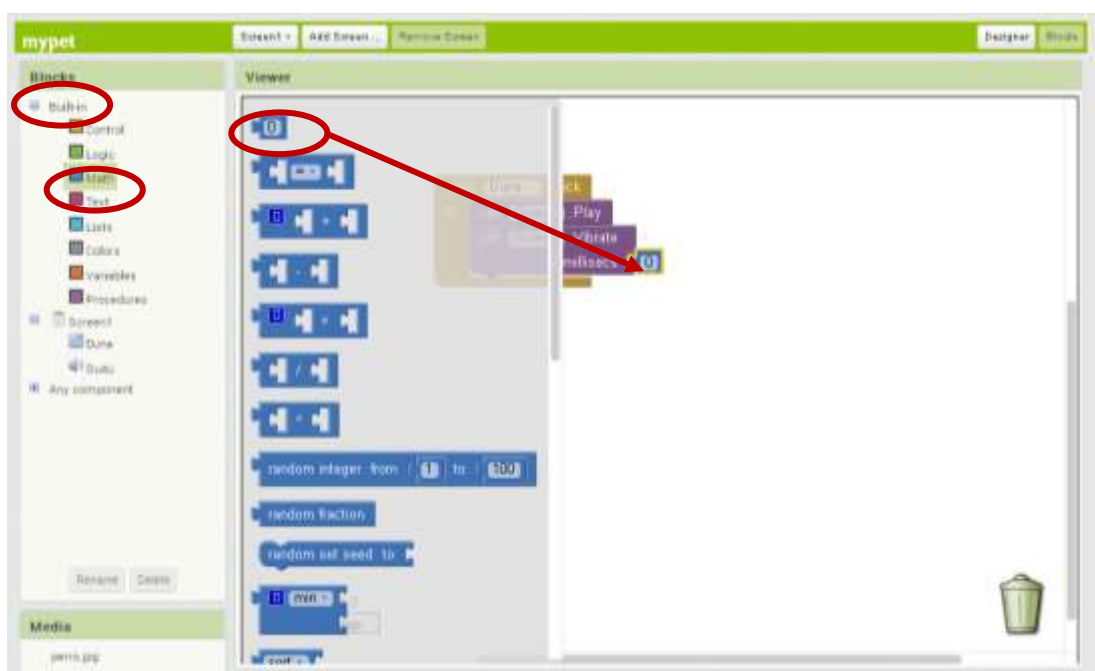 mypet
Screen1 Add Screen ... Remove Screen Designer Blocks
Blocks
Viewer
Built-in
Control
Logic
Math
Text
Lists
Colors
Variables
Procedures
Screen1
Any component
Rename Delete
Media
0
=
+
/
random integer from 1 to 100
random fraction
random set seed to
min
.Play
.Vibrate
0